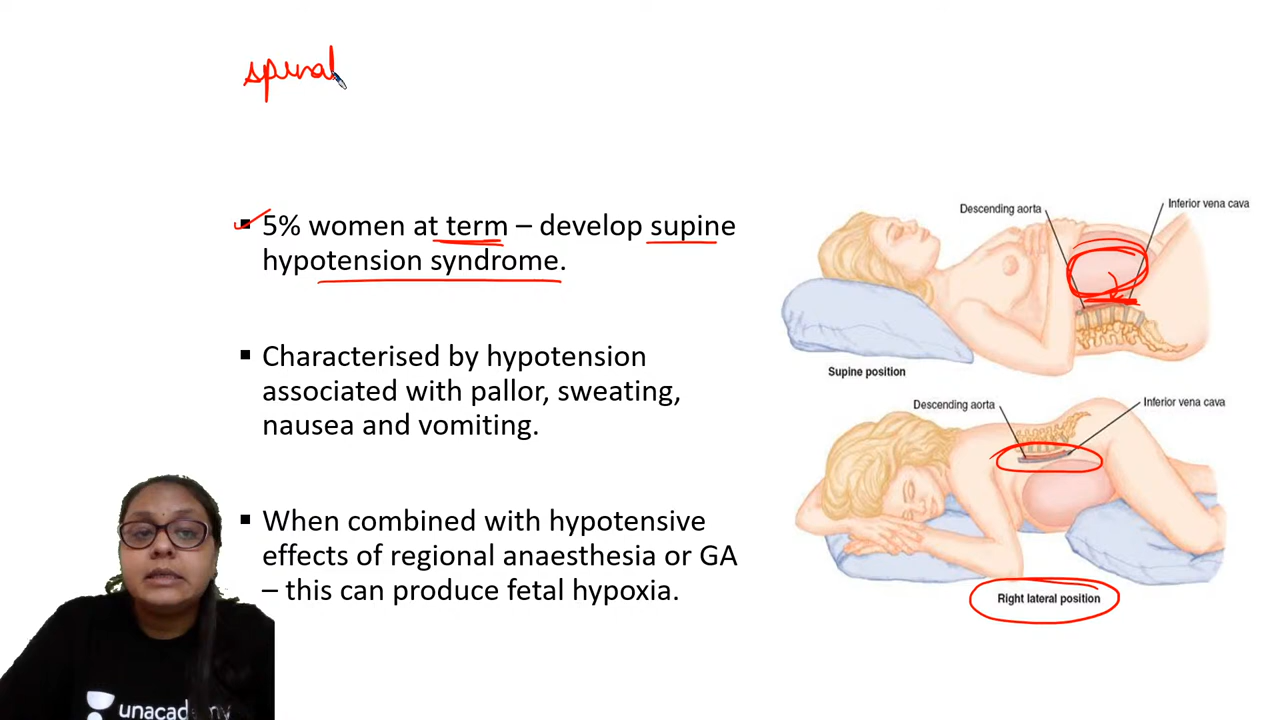 spinal
▪ 5% women at term – develop supine
hypotension syndrome.
▪ Characterised by hypotension
associated with pallor, sweating,
nausea and vomiting.
▪ When combined with hypotensive
effects of regional anaesthesia or GA
– this can produce fetal hypoxia.
Descending aorta
Inferior vena cava
Supine position
Descending aorta
Inferior vena cava
Right lateral position
unacademy